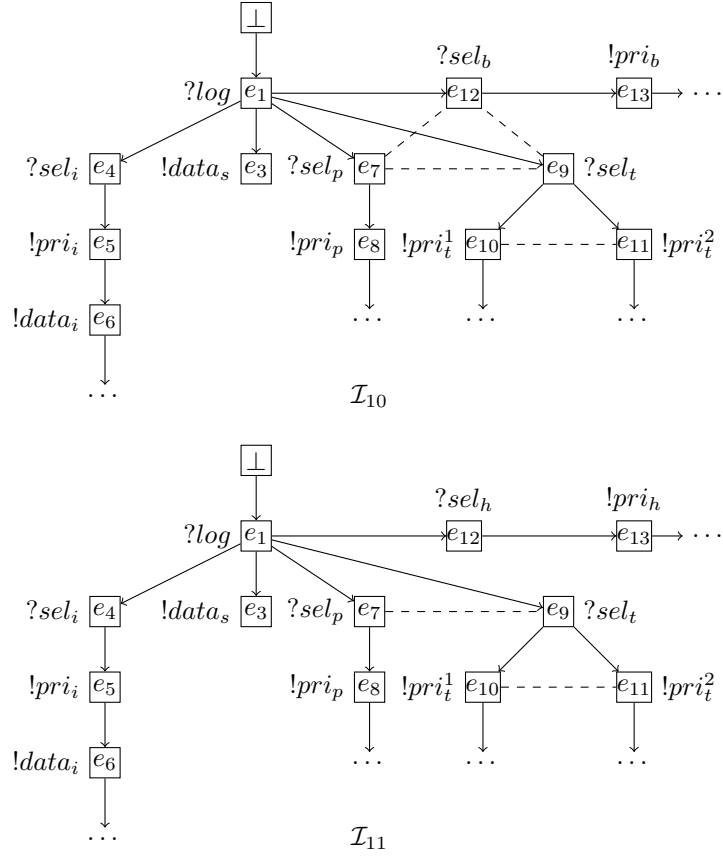 ⊥
?sel_b !pri_b
?log e_1 e_12 e_13 ...
?sel_i e_4 !data_s e_3 ?sel_p e_7 e_9 ?sel_t
!pri_i e_5 !pri_p e_8 !pri_t^1 e_10 e_11 !pri_t^2
!data_i e_6 ... ... ...
... I_10
⊥
?sel_h !pri_h
?log e_1 e_12 e_13 ...
?sel_i e_4 !data_s e_3 ?sel_p e_7 e_9 ?sel_t
!pri_i e_5 !pri_p e_8 !pri_t^1 e_10 e_11 !pri_t^2
!data_i e_6 ... ... ...
... I_11